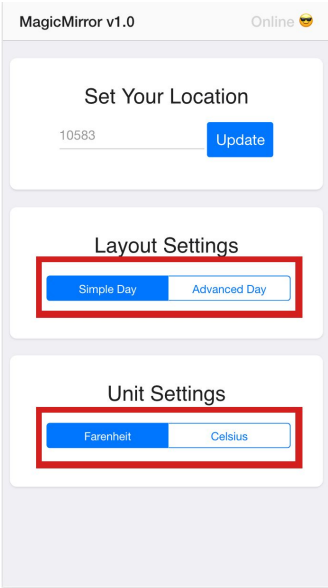 MagicMirror v1.0 Online 😎
Set Your Location
10583 Update
Layout Settings
Simple Day Advanced Day
Unit Settings
Farenheit Celsius